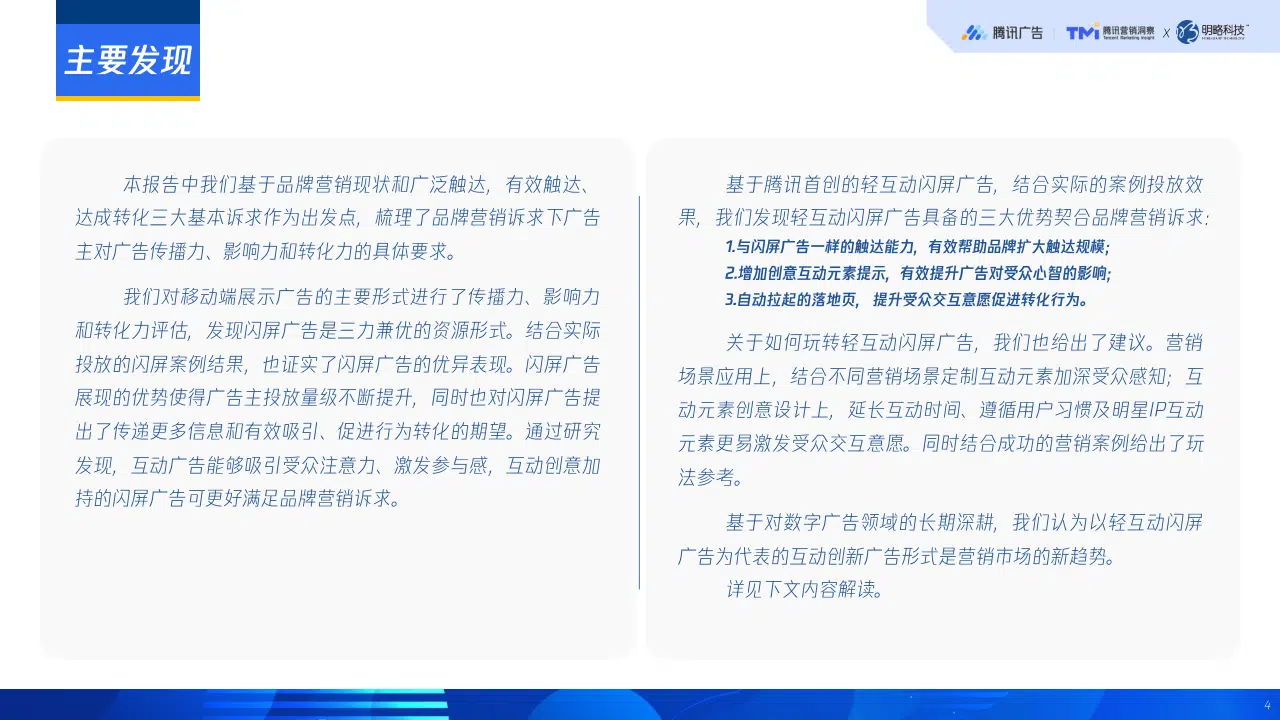 主要发现
腾讯广告
TMi 腾讯营销洞察
Tencent Marketing Insight
X
明略科技
本报告中我们基于品牌营销现状和广泛触达，有效触达、
达成转化三大基本诉求作为出发点，梳理了品牌营销诉求下广告
主对广告传播力、影响力和转化力的具体要求。
我们对移动端展示广告的主要形式进行了传播力、影响力
和转化力评估，发现闪屏广告是三力兼优的资源形式。结合实际
投放的闪屏案例结果，也证实了闪屏广告的优异表现。闪屏广告
展现的优势使得广告主投放量级不断提升，同时也对闪屏广告提
出了传递更多信息和有效吸引、促进行为转化的期望。通过研究
发现，互动广告能够吸引受众注意力、激发参与感，互动创意加
持的闪屏广告可更好满足品牌营销诉求。
基于腾讯首创的轻互动闪屏广告，结合实际的案例投放效
果，我们发现轻互动闪屏广告具备的三大优势契合品牌营销诉求：
1.与闪屏广告一样的触达能力，有效帮助品牌扩大触达规模；
2.增加创意互动元素提示，有效提升广告对受众心智的影响；
3.自动拉起的落地页，提升受众交互意愿促进转化行为。
关于如何玩转轻互动闪屏广告，我们也给出了建议。营销
场景应用上，结合不同营销场景定制互动元素加深受众感知；互
动元素创意设计上，延长互动时间、遵循用户习惯及明星IP互动
元素更易激发受众交互意愿。同时结合成功的营销案例给出了玩
法参考。
基于对数字广告领域的长期深耕，我们认为以轻互动闪屏
广告为代表的互动创新广告形式是营销市场的新趋势。
详见下文内容解读。
4